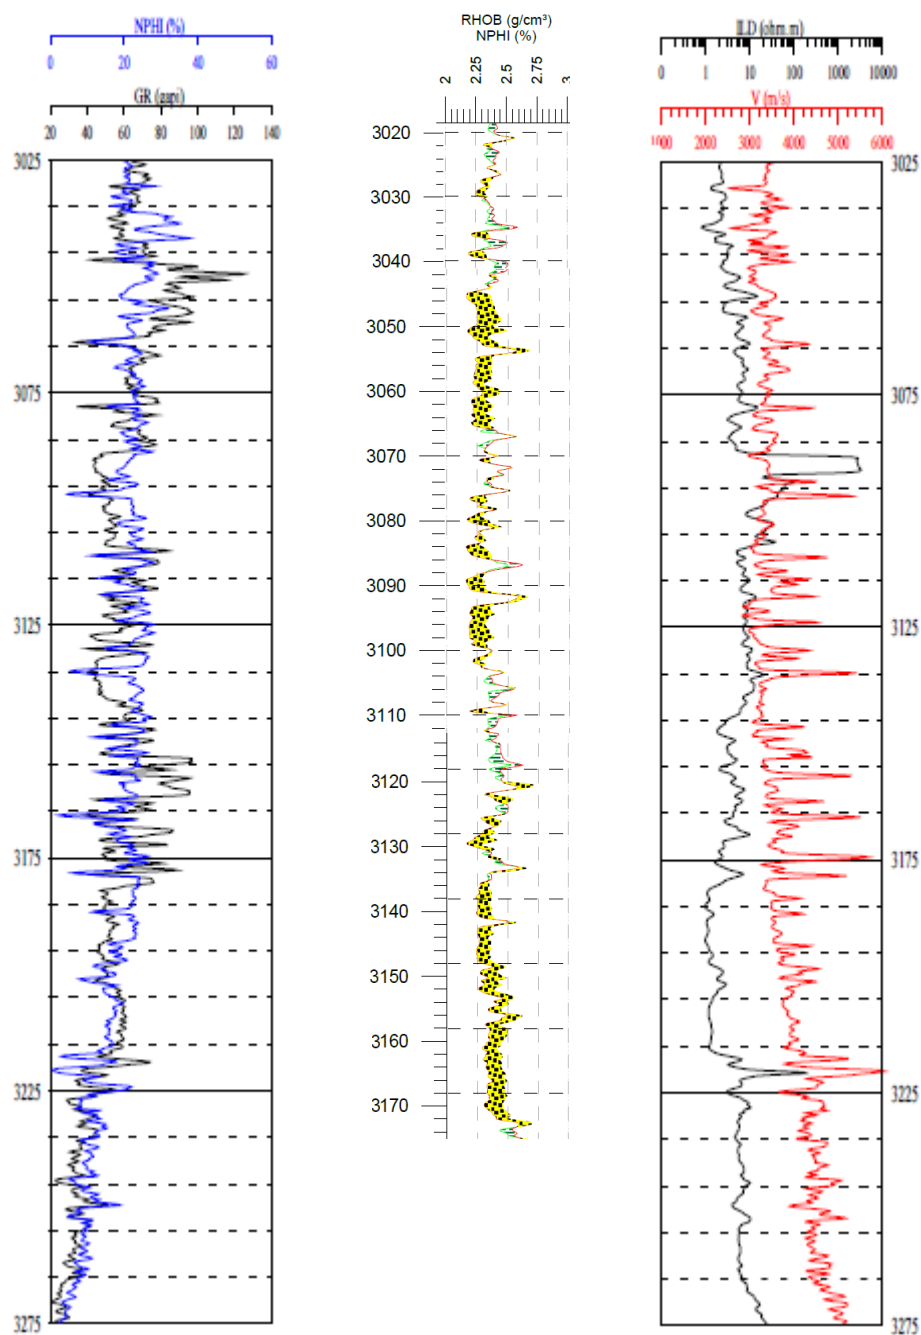 NPHI (%)
0 20 40 60
GR (gapi)
20 40 60 80 100 120 140
3025
3075
3125
3175
3225
3275
RHOB (g/cm³)
NPHI (%)
2 2.25 2.5 2.75 3
3020
3030
3040
3050
3060
3070
3080
3090
3100
3110
3120
3130
3140
3150
3160
3170
ILD (ohm.m)
0 1 10 100 1000 10000
V (m/s)
1000 2000 3000 4000 5000 6000
3025
3075
3125
3175
3225
3275